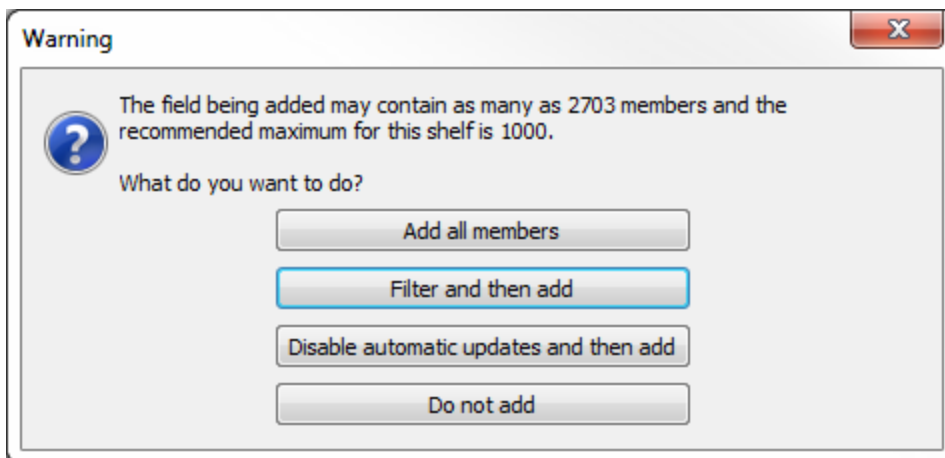 Warning
The field being added may contain as many as 2703 members and the
recommended maximum for this shelf is 1000.
What do you want to do?
Add all members
Filter and then add
Disable automatic updates and then add
Do not add